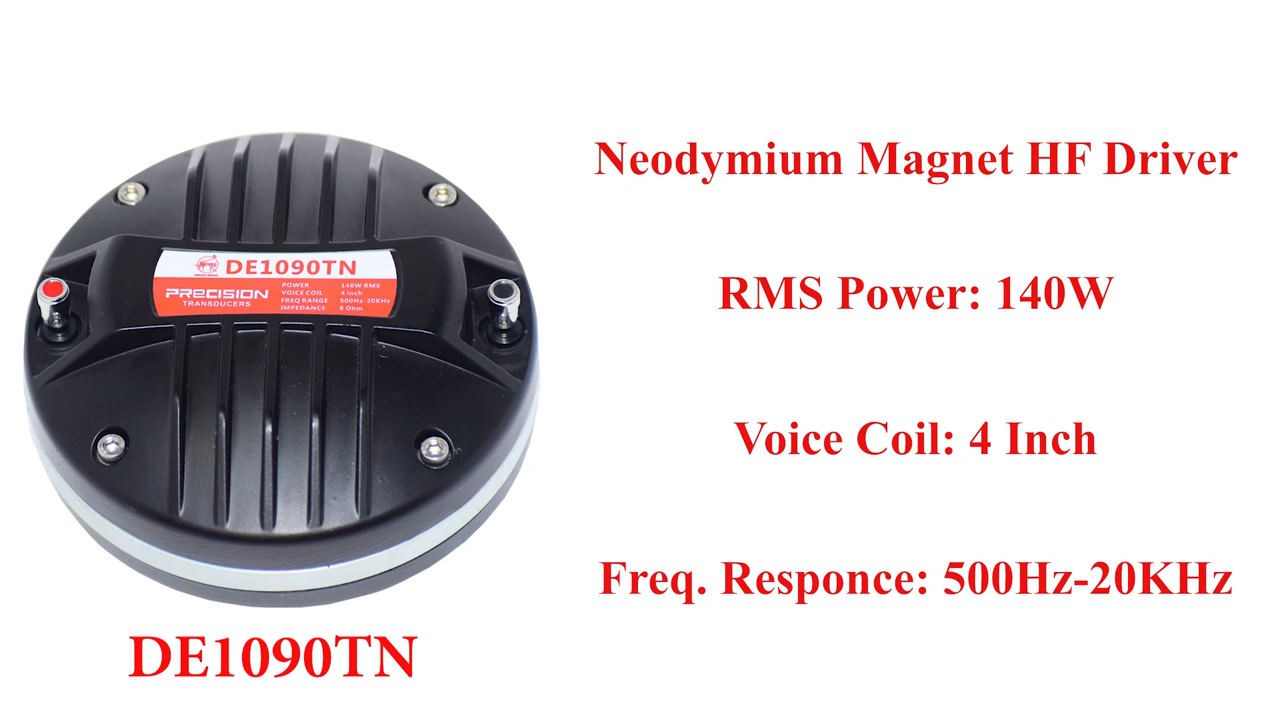 DE1090TN
PRECISION
TRANSDUCERS
POWER 140W RMS
VOICE COIL 4 inch
FREQ RANGE 500Hz-20KHz
IMPEDANCE 8 Ohm
DE1090TN
Neodymium Magnet HF Driver
RMS Power: 140W
Voice Coil: 4 Inch
Freq. Responce: 500Hz-20KHz